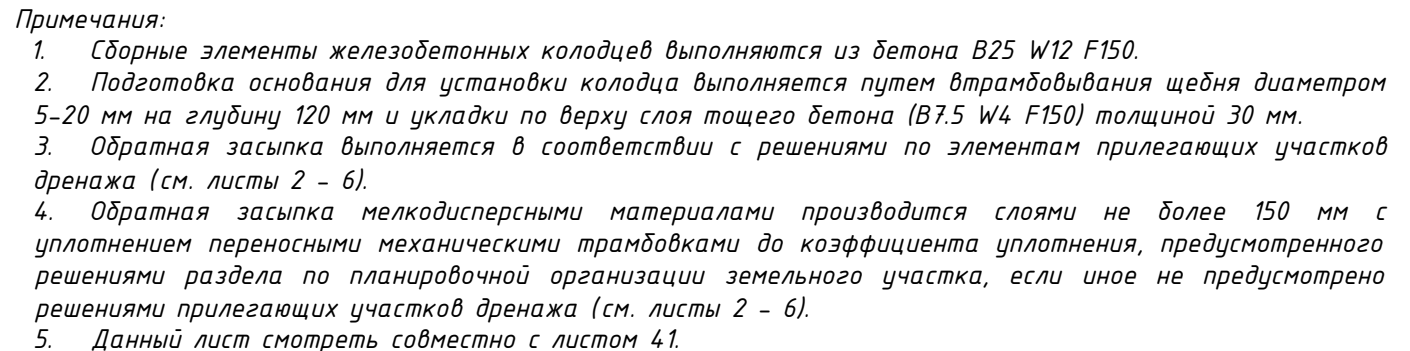 Примечания:
1. Сборные элементы железобетонных колодцев выполняются из бетона B25 W12 F150.
2. Подготовка основания для установки колодца выполняется путем втрамбовывания щебня диаметром
5-20 мм на глубину 120 мм и укладки по верху слоя тощего бетона (B7.5 W4 F150) толщиной 30 мм.
3. Обратная засыпка выполняется в соответствии с решениями по элементам прилегающих участков
дренажа (см. листы 2 – 6).
4. Обратная засыпка мелкодисперсными материалами производится слоями не более 150 мм с
уплотнением переносными механическими трамбовками до коэффициента уплотнения, предусмотренного
решениями раздела по планировочной организации земельного участка, если иное не предусмотрено
решениями прилегающих участков дренажа (см. листы 2 – 6).
5. Данный лист смотреть совместно с листом 41.